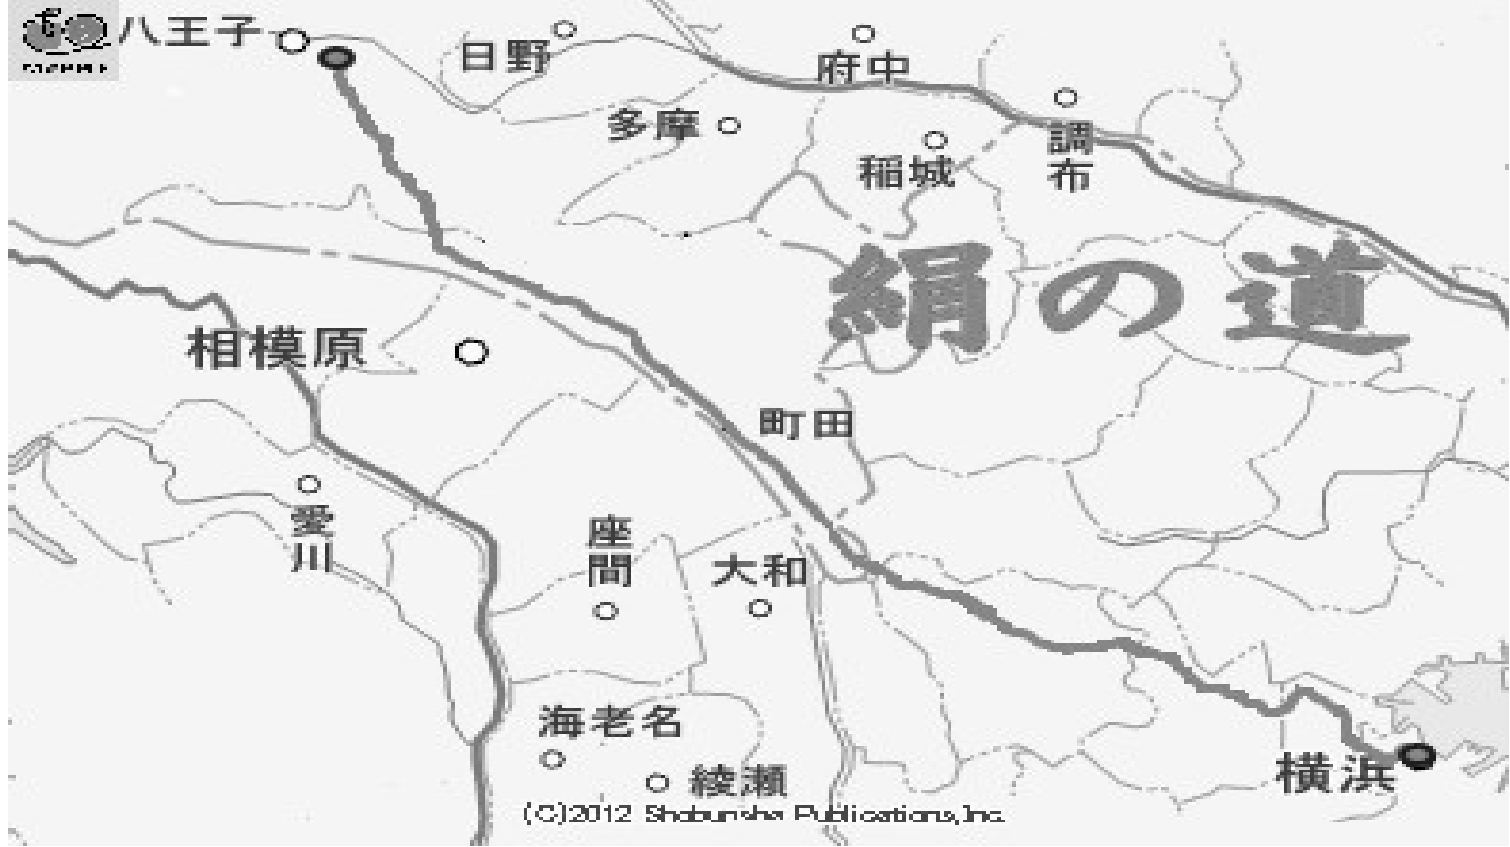 八王子
日野
府中
多摩
稲城
調布
絹の道
相模原
町田
愛川
座間
大和
海老名
綾瀬
横浜
(C)2012 Shobunsha Publications,Inc.